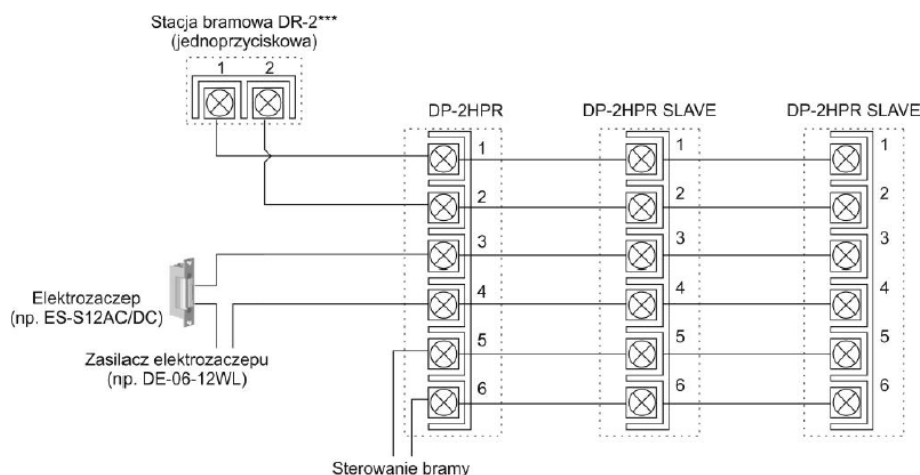 Stacja bramowa DR-2***
(jednoprzyciskowa)
1 2
DP-2HPR
DP-2HPR SLAVE
DP-2HPR SLAVE
1 1 1
2 2 2
3 3 3
4 4 4
5 5 5
6 6 6
Elektrozaczep
(np. ES-S12AC/DC)
Zasilacz elektrozaczepu
(np. DE-06-12WL)
Sterowanie bramy